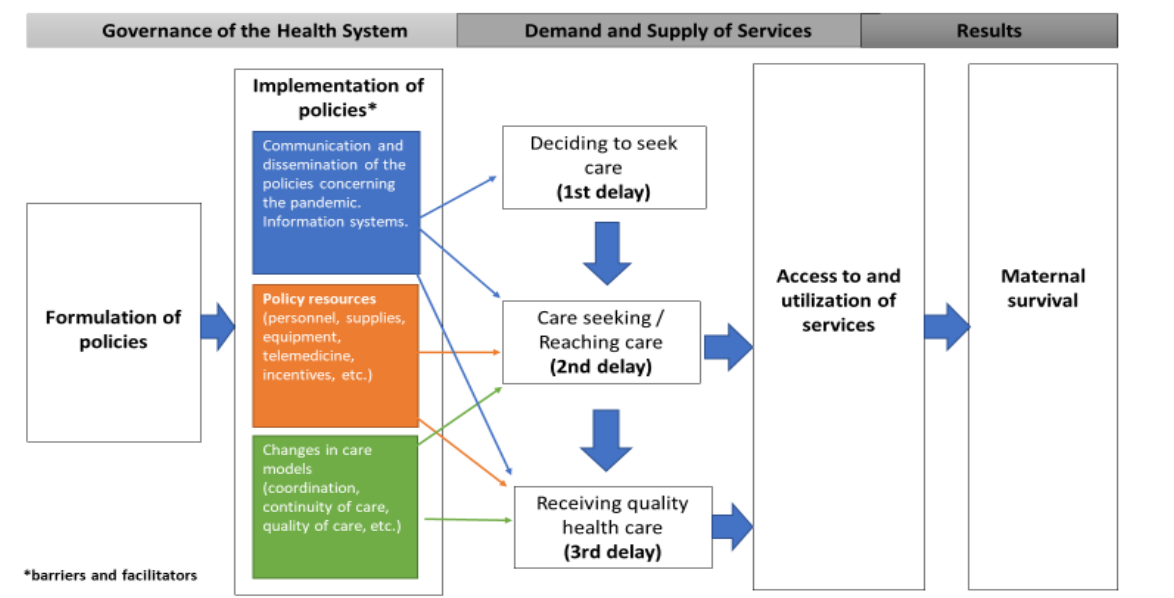 Governance of the Health System
Demand and Supply of Services
Results
Formulation of
policies
Implementation of
policies*
Communication and
dissemination of the
policies concerning
the pandemic.
Information systems.
Policy resources
(personnel, supplies,
equipment,
telemedicine,
incentives, etc.)
Changes in care
models
(coordination,
continuity of care,
quality of care, etc.)
Deciding to seek
care
(1st delay)
Care seeking /
Reaching care
(2nd delay)
Receiving quality
health care
(3rd delay)
Access to and
utilization of
services
Maternal
survival
*barriers and facilitators